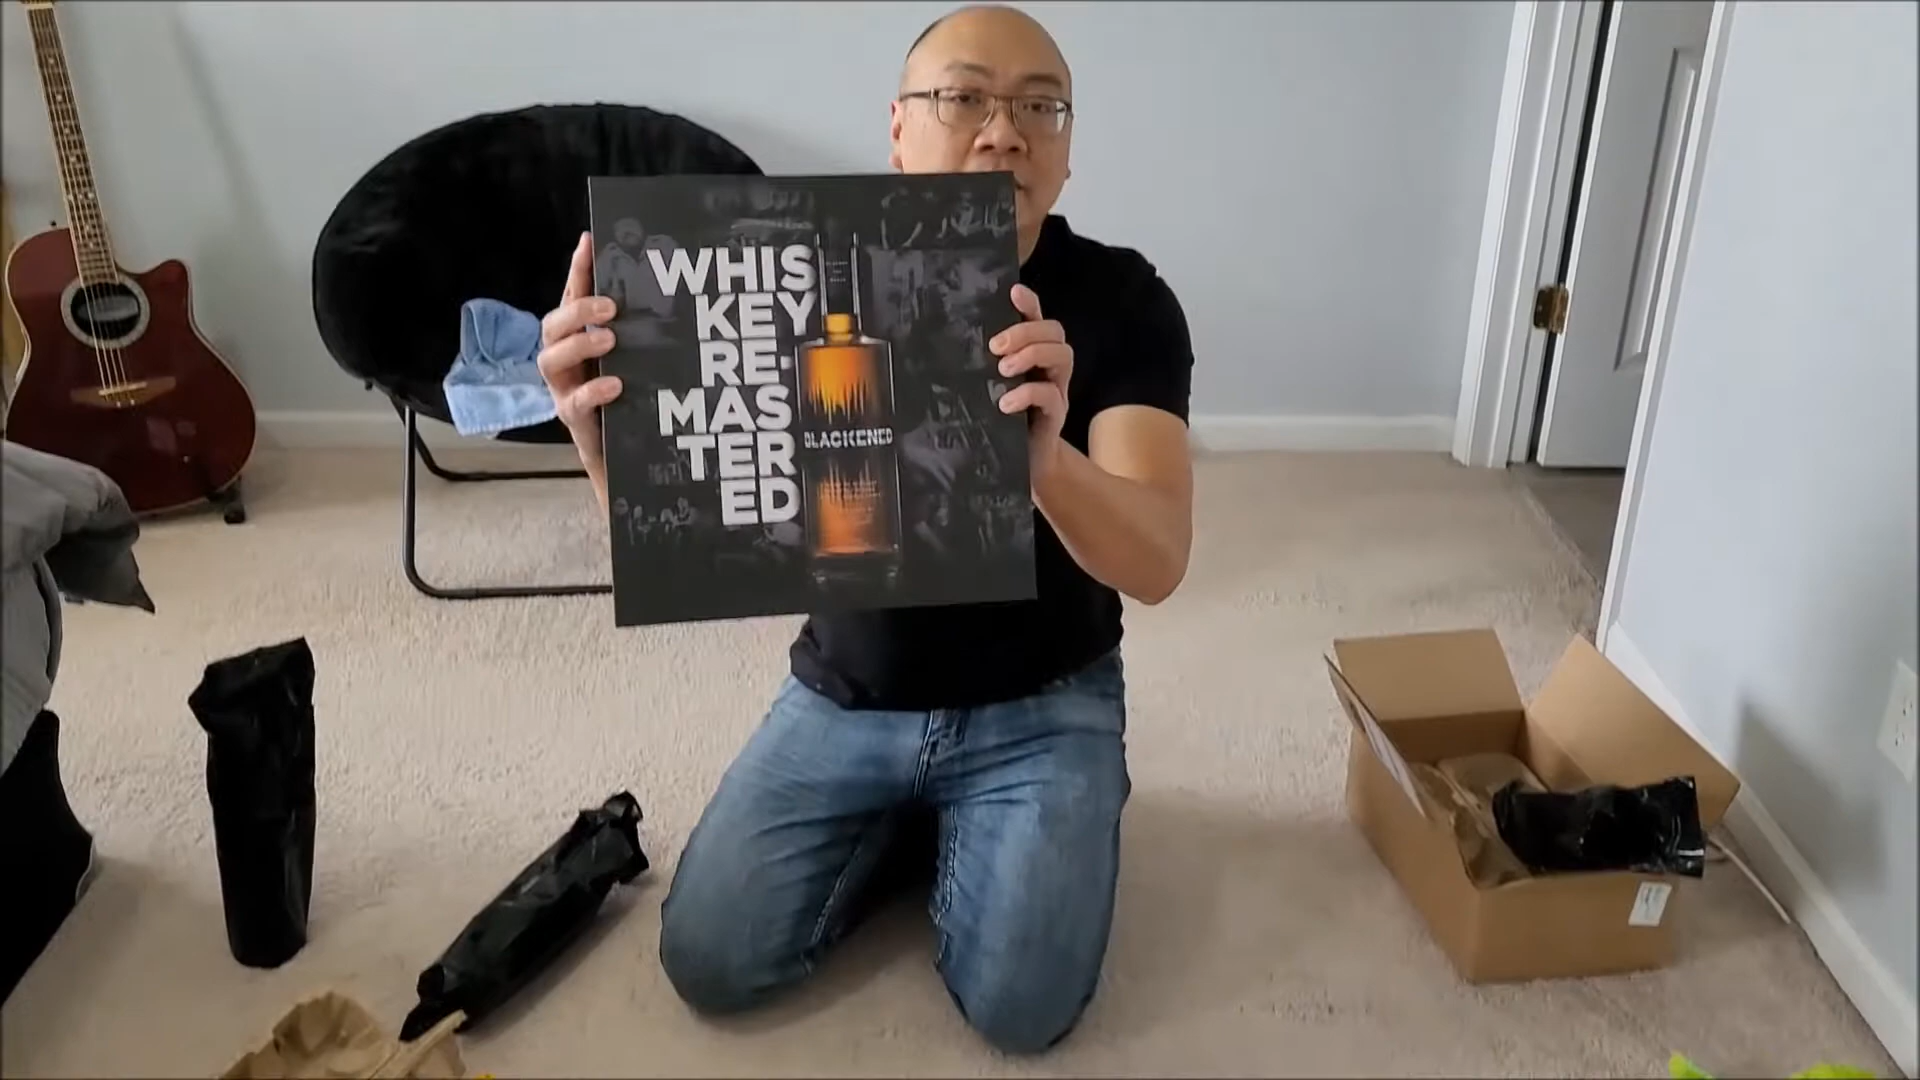 WHIS
KEY
RE-
MAS
TER
ED
BLACKENED